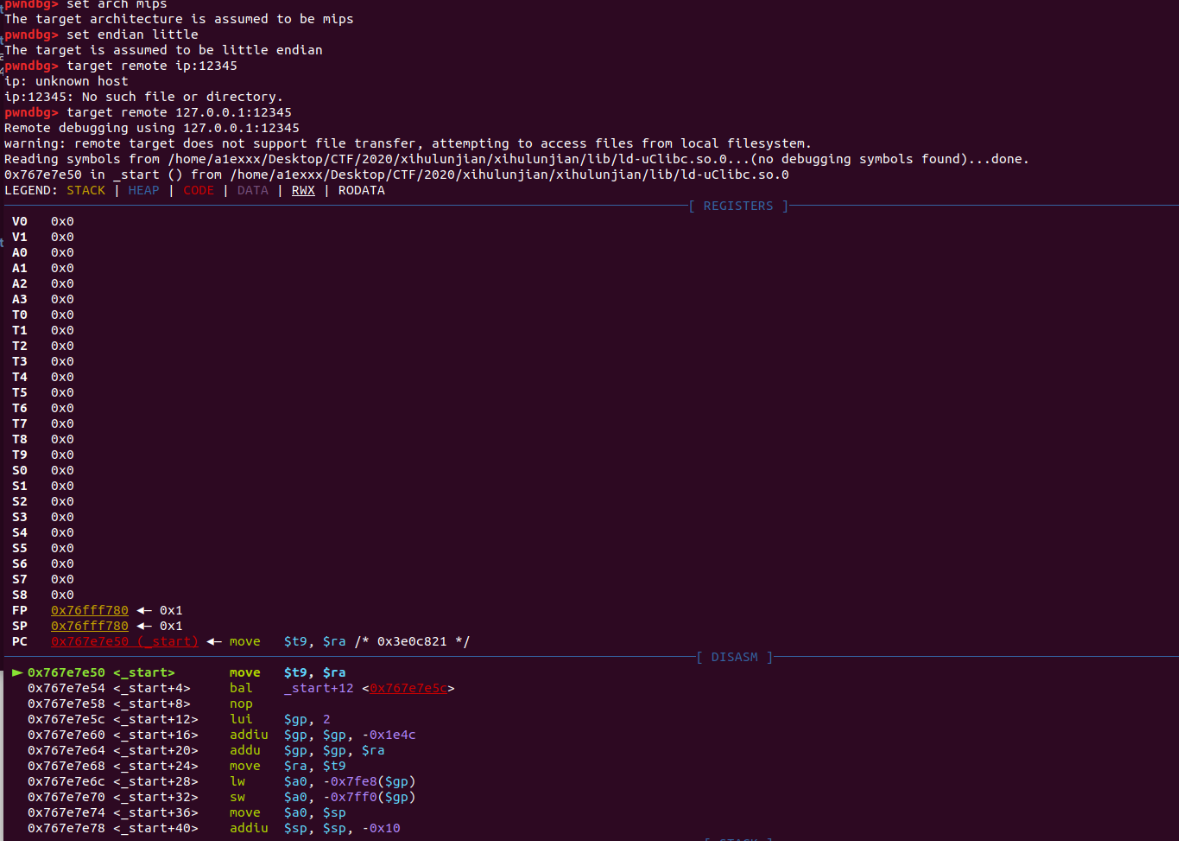 pwndbg> set arch mips
The target architecture is assumed to be mips
pwndbg> set endian little
The target is assumed to be little endian
pwndbg> target remote ip:12345
ip: unknown host
ip:12345: No such file or directory.
pwndbg> target remote 127.0.0.1:12345
Remote debugging using 127.0.0.1:12345
warning: remote target does not support file transfer, attempting to access files from local filesystem.
Reading symbols from /home/a1exxx/Desktop/CTF/2020/xihulunjian/xihulunjian/lib/ld-uClibc.so.0...(no debugging symbols found)...done.
0x767e7e50 in _start () from /home/a1exxx/Desktop/CTF/2020/xihulunjian/xihulunjian/lib/ld-uClibc.so.0
LEGEND: STACK | HEAP | CODE | DATA | RWX | RODATA
[ REGISTERS ]
V0 0x0
V1 0x0
A0 0x0
A1 0x0
A2 0x0
A3 0x0
T0 0x0
T1 0x0
T2 0x0
T3 0x0
T4 0x0
T5 0x0
T6 0x0
T7 0x0
T8 0x0
T9 0x0
S0 0x0
S1 0x0
S2 0x0
S3 0x0
S4 0x0
S5 0x0
S6 0x0
S7 0x0
S8 0x0
FP 0x76fff780 ◂— 0x1
SP 0x76fff780 ◂— 0x1
PC 0x767e7e50 (_start) ◂— move $t9, $ra /* 0x3e0c821 */
[ DISASM ]
► 0x767e7e50 <_start> move $t9, $ra
0x767e7e54 <_start+4> bal _start+12 <0x767e7e5c>
0x767e7e58 <_start+8> nop
0x767e7e5c <_start+12> lui $gp, 2
0x767e7e60 <_start+16> addiu $gp, $gp, -0x1e4c
0x767e7e64 <_start+20> addu $gp, $gp, $ra
0x767e7e68 <_start+24> move $ra, $t9
0x767e7e6c <_start+28> lw $a0, -0x7fe8($gp)
0x767e7e70 <_start+32> sw $a0, -0x7ff0($gp)
0x767e7e74 <_start+36> move $a0, $sp
0x767e7e78 <_start+40> addiu $sp, $sp, -0x10